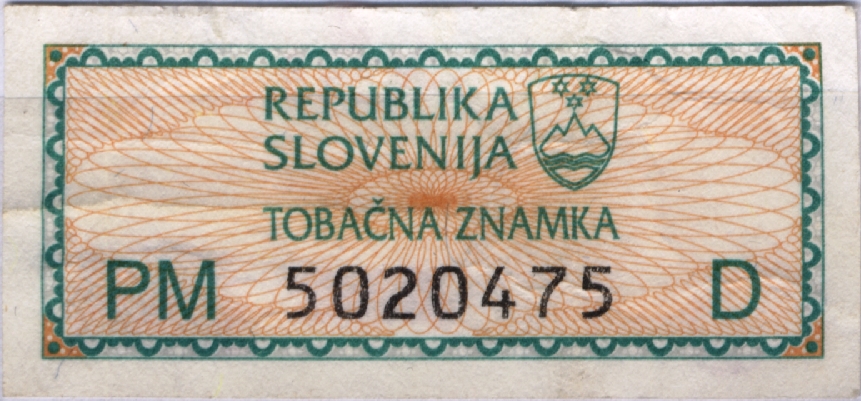 REPUBLIKA
SLOVENIJA
TOBAČNA ZNAMKA
PM 5020475 D